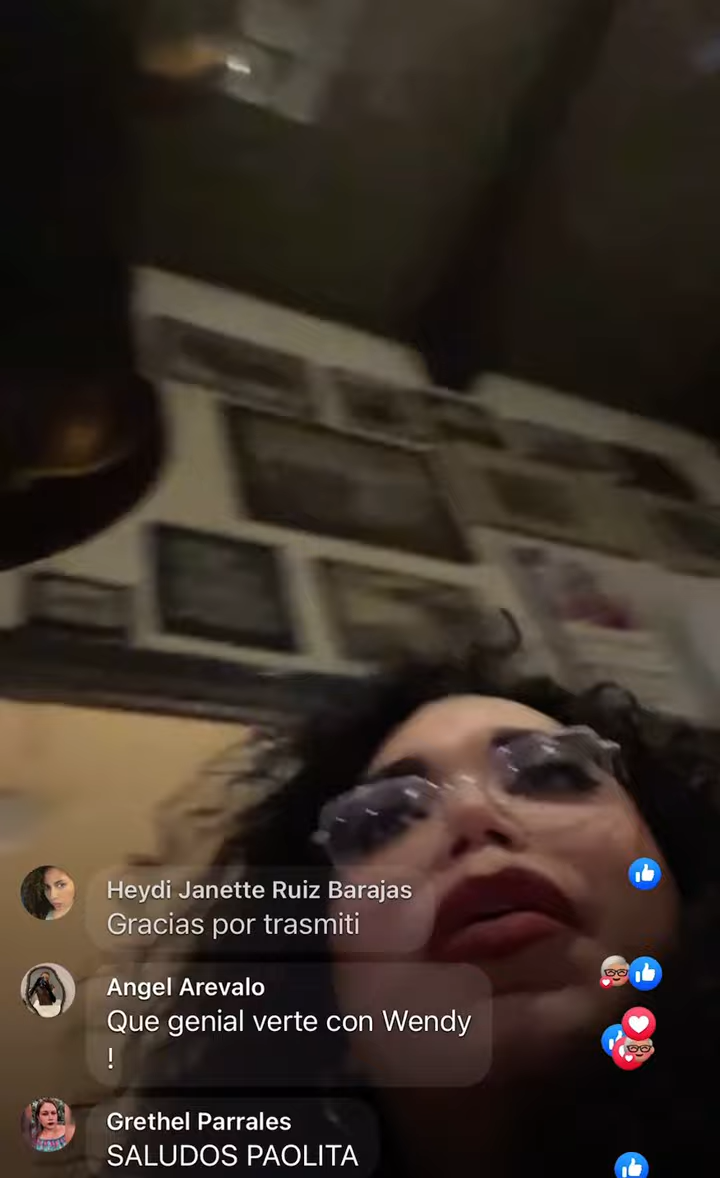 Heydi Janette Ruiz Barajas
Gracias por trasmiti
Angel Arevalo
Que genial verte con Wendy
!
Grethel Parrales
SALUDOS PAOLITA